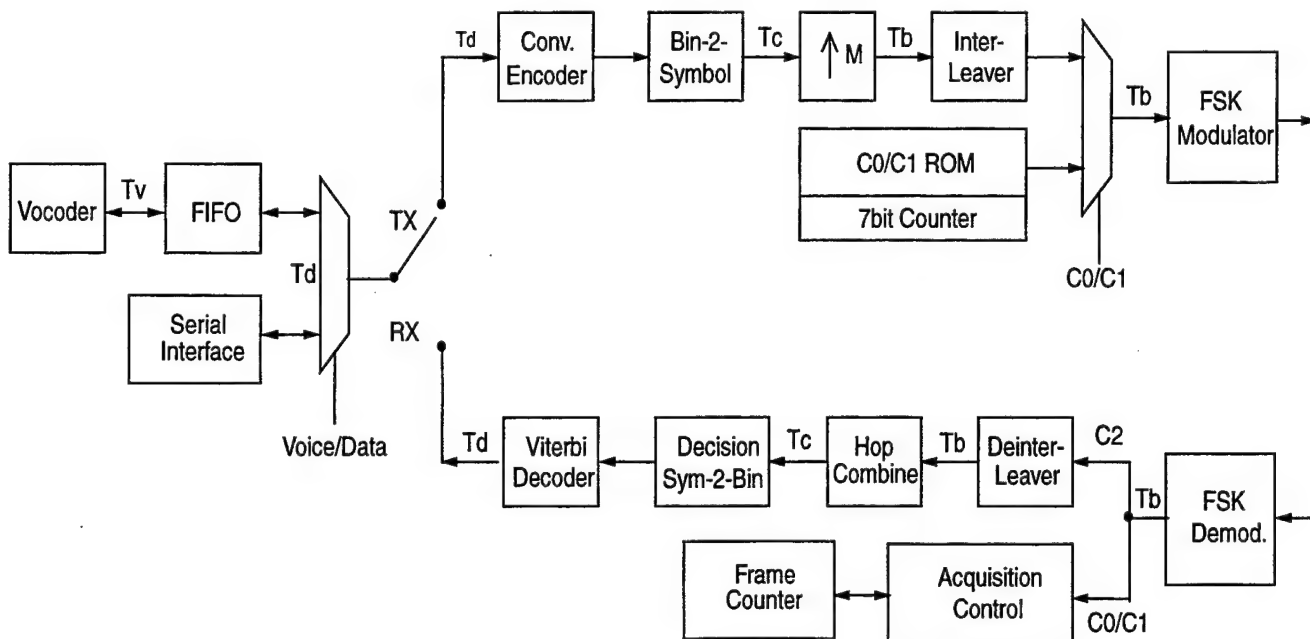 Td
Conv.
Encoder
Bin-2-
Symbol
Tc
↑ M
Tb
Inter-
Leaver
Tb
FSK
Modulator
C0/C1 ROM
7bit Counter
C0/C1
Vocoder
Tv
FIFO
TX
Td
Serial
Interface
RX
Voice/Data
Td
Viterbi
Decoder
Decision
Sym-2-Bin
Tc
Hop
Combine
Tb
Deinter-
Leaver
C2
Tb
FSK
Demod.
Frame
Counter
Acquisition
Control
C0/C1